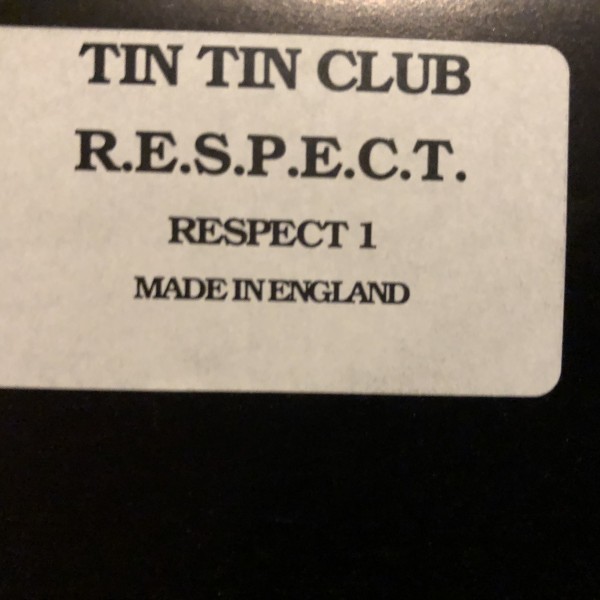 TIN TIN CLUB
R.E.S.P.E.C.T.
RESPECT 1
MADE IN ENGLAND